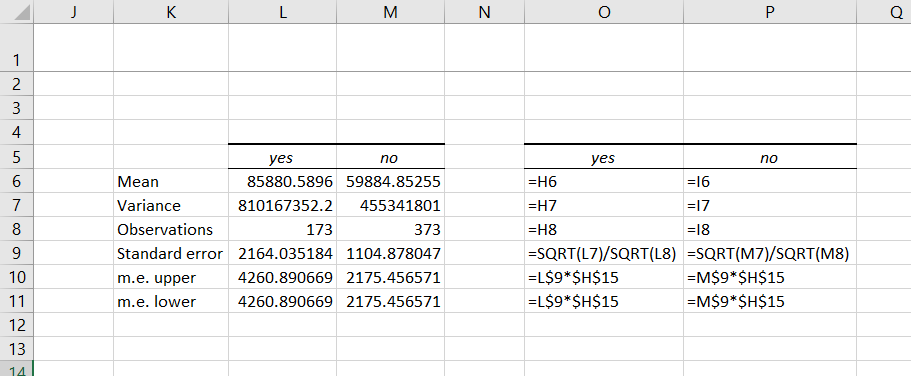 J K L M N O P Q
1
2
3
4
5 yes no yes no
6 Mean 85880.5896 59884.85255 =H6 =I6
7 Variance 810167352.2 455341801 =H7 =I7
8 Observations 173 373 =H8 =I8
9 Standard error 2164.035184 1104.878047 =SQRT(L7)/SQRT(L8) =SQRT(M7)/SQRT(M8)
10 m.e. upper 4260.890669 2175.456571 =L$9*$H$15 =M$9*$H$15
11 m.e. lower 4260.890669 2175.456571 =L$9*$H$15 =M$9*$H$15
12
13
14